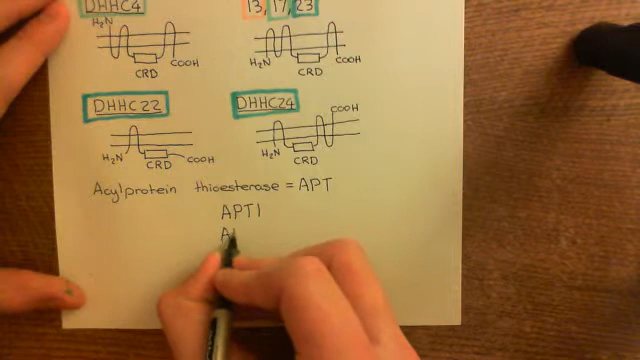 DHHC4
13, 17, 23
H₂N
CRD
COOH
H₂N
CRD
COOH
DHHC22
DHHC24
H₂N
CRD
COOH
H₂N
CRD
COOH
Acylprotein thioesterase = APT
APT1
A